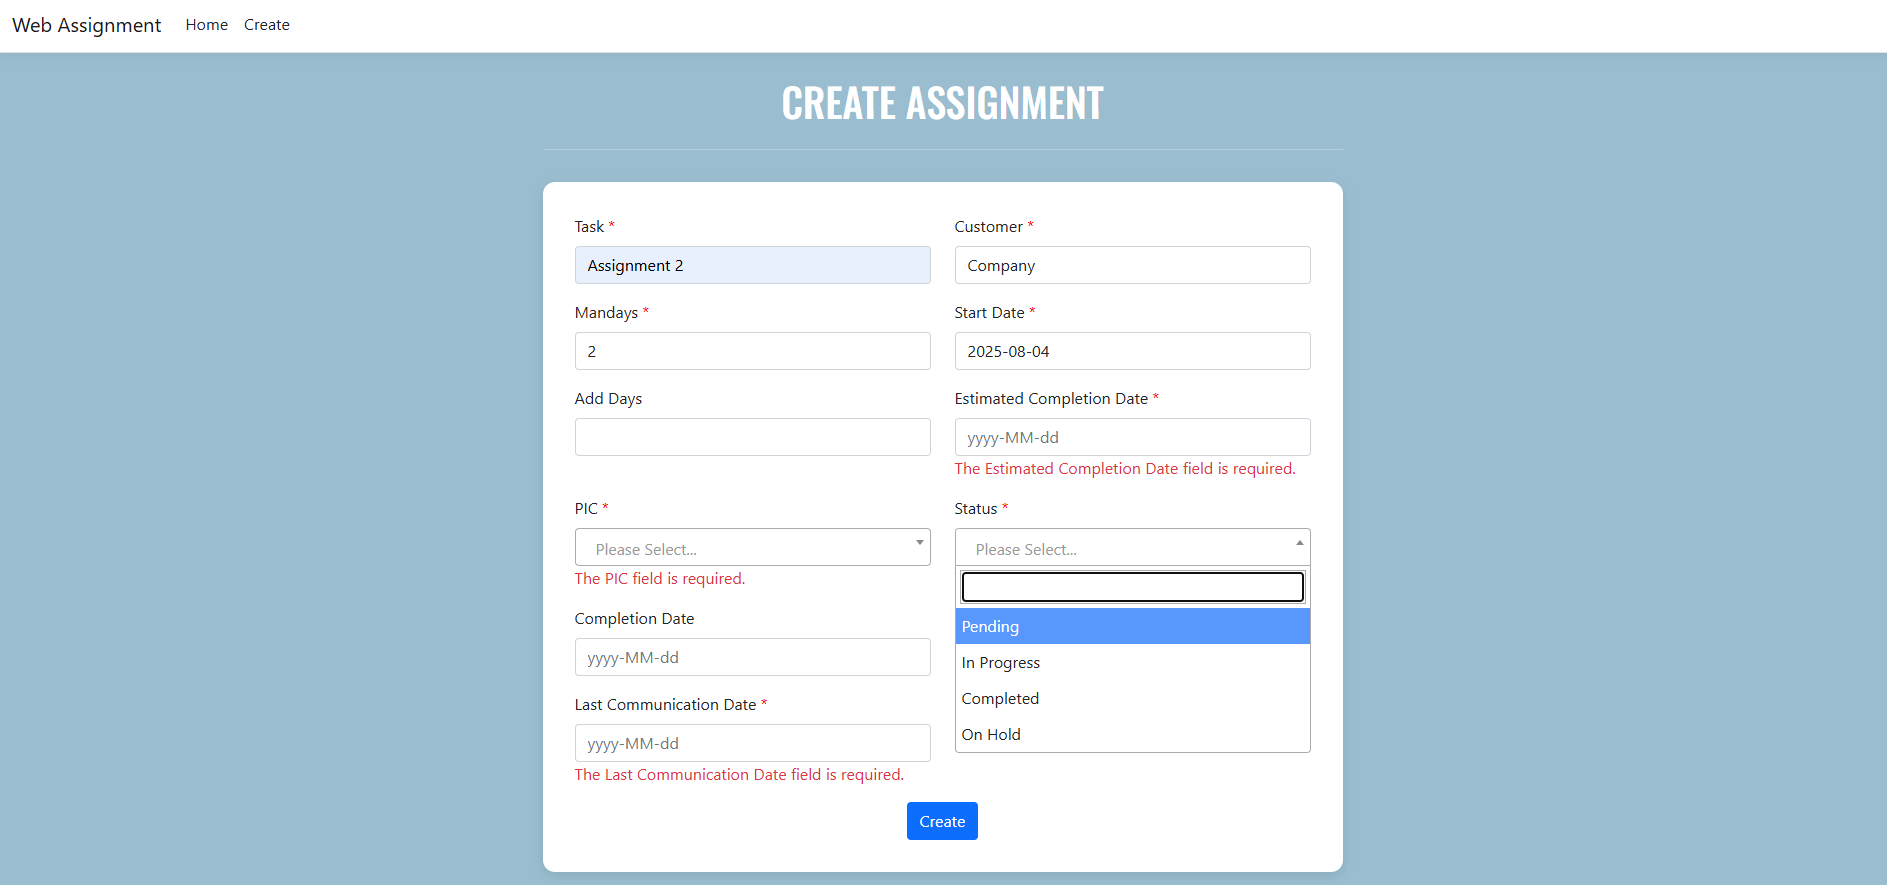 Web Assignment Home Create
CREATE ASSIGNMENT
Task * Customer *
Assignment 2 Company
Mandays * Start Date *
2 2025-08-04
Add Days Estimated Completion Date *
yyyy-MM-dd
The Estimated Completion Date field is required.
PIC * Status *
Please Select... Please Select...
The PIC field is required.
Completion Date Pending
yyyy-MM-dd In Progress
Last Communication Date * Completed
yyyy-MM-dd On Hold
The Last Communication Date field is required.
Create